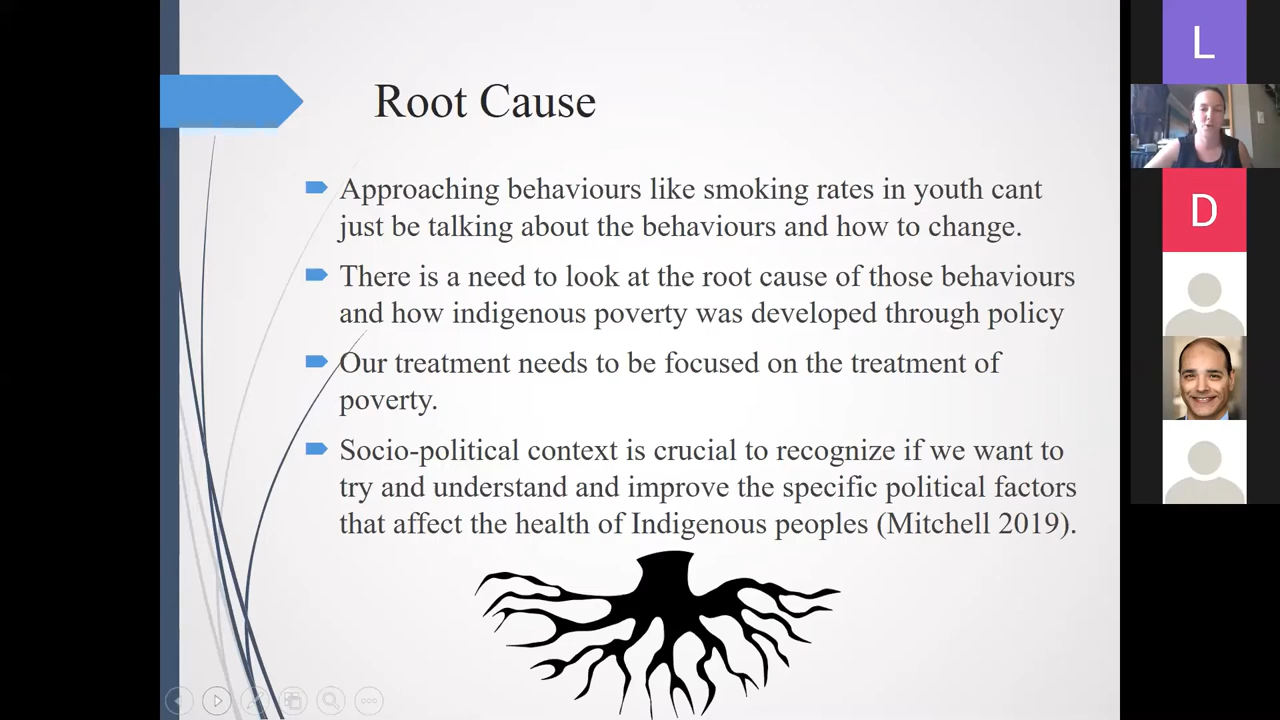 Root Cause
Approaching behaviours like smoking rates in youth cant
just be talking about the behaviours and how to change.
There is a need to look at the root cause of those behaviours
and how indigenous poverty was developed through policy
Our treatment needs to be focused on the treatment of
poverty.
Socio-political context is crucial to recognize if we want to
try and understand and improve the specific political factors
that affect the health of Indigenous peoples (Mitchell 2019).
L
D